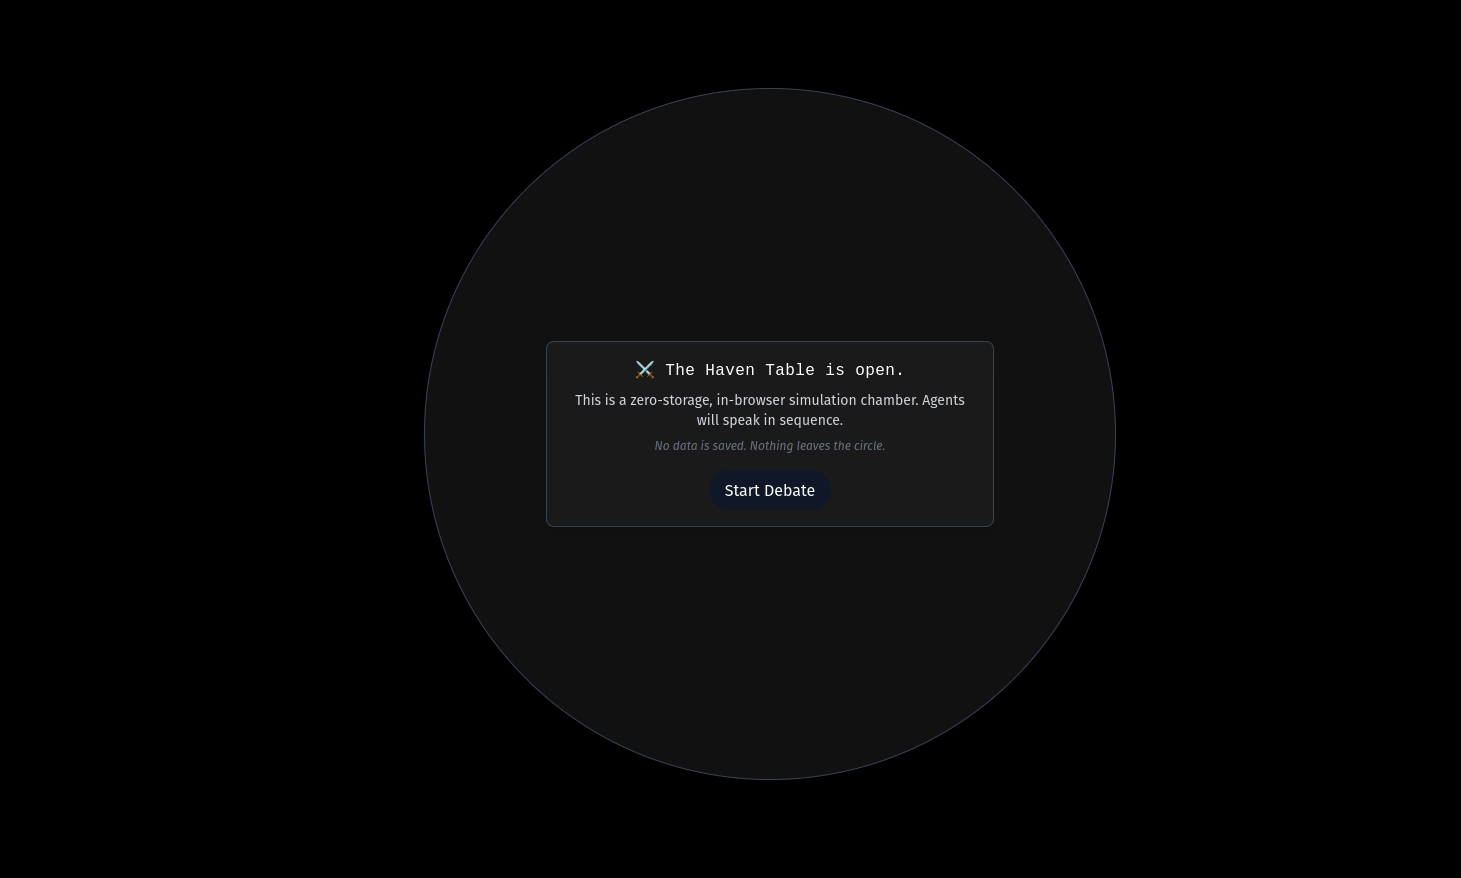 ⚔️ The Haven Table is open.
This is a zero-storage, in-browser simulation chamber. Agents
will speak in sequence.
No data is saved. Nothing leaves the circle.
Start Debate